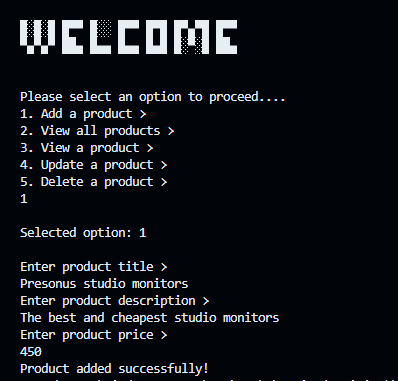 WELCOME
Please select an option to proceed....
1. Add a product >
2. View all products >
3. View a product >
4. Update a product >
5. Delete a product >
1
Selected option: 1
Enter product title >
Presonus studio monitors
Enter product description >
The best and cheapest studio monitors
Enter product price >
450
Product added successfully!